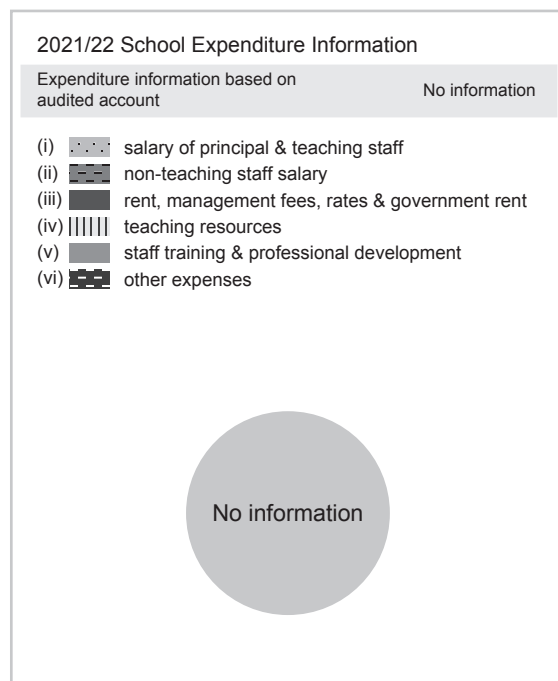 2021/22 School Expenditure Information
Expenditure information based on
audited account
No information
(i) salary of principal & teaching staff
(ii) non-teaching staff salary
(iii) rent, management fees, rates & government rent
(iv) teaching resources
(v) staff training & professional development
(vi) other expenses
No information